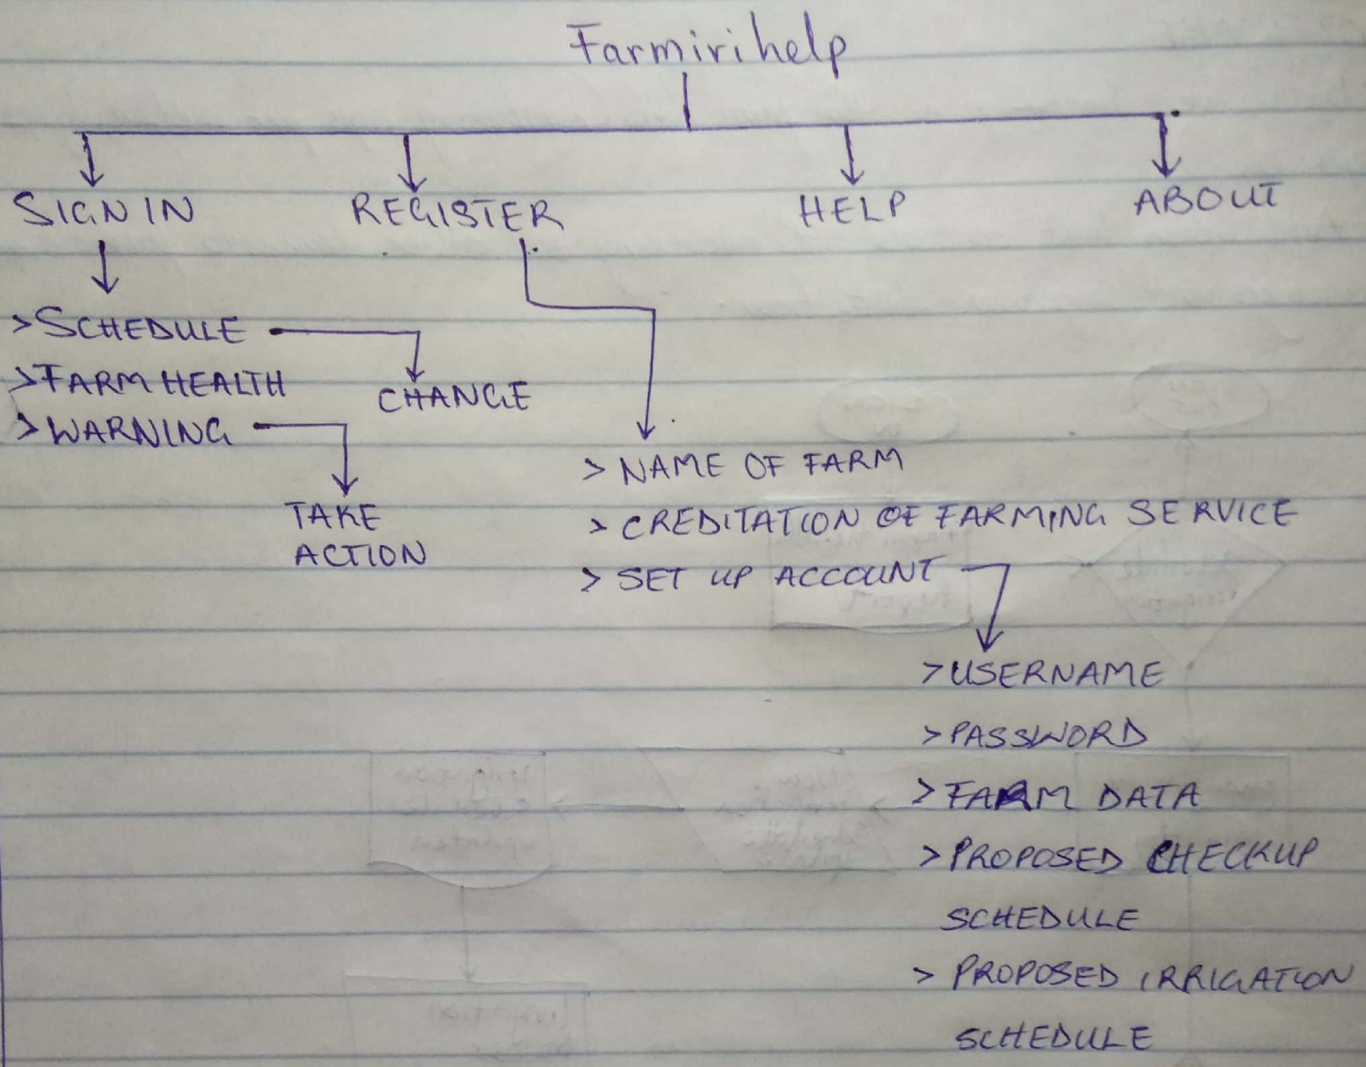 Farmirihelp
SIGN IN REGISTER HELP ABOUT
>SCHEDULE
>FARM HEALTH
CHANGE
>WARNING
> NAME OF FARM
TAKE
> CREDITATION OF FARMING SERVICE
ACTION
> SET UP ACCOUNT
>USERNAME
>PASSWORD
>FARM DATA
>PROPOSED CHECKUP
SCHEDULE
> PROPOSED IRRIGATION
SCHEDULE